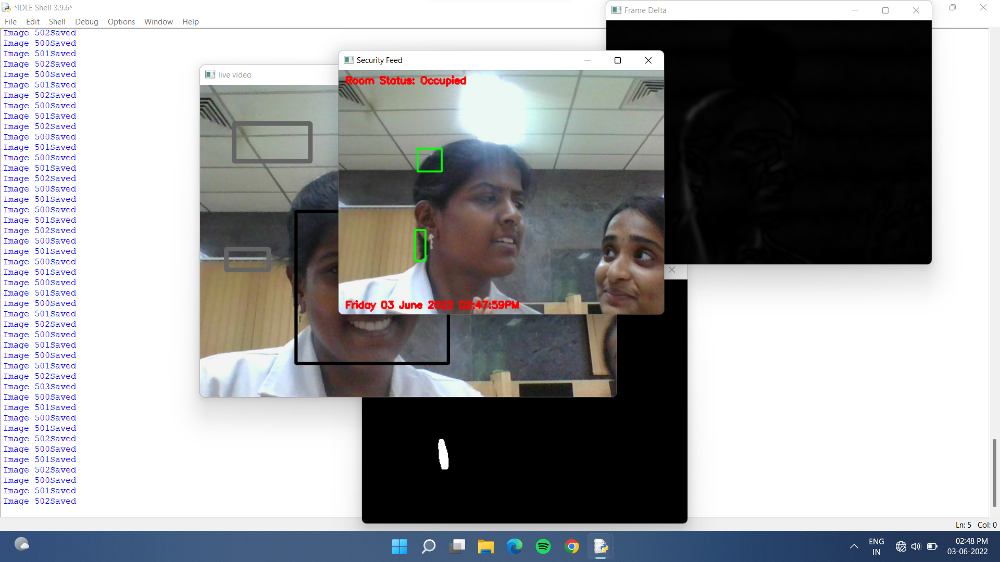 *IDLE Shell 3.9.6*
File Edit Shell Debug Options Window Help
Image 502Saved
Image 500Saved
Image 501Saved
Image 502Saved
Image 500Saved
Image 501Saved
Image 502Saved
Image 500Saved
Image 501Saved
Image 502Saved
Image 500Saved
Image 501Saved
Image 500Saved
Image 501Saved
Image 502Saved
Image 500Saved
Image 501Saved
Image 500Saved
Image 501Saved
Image 502Saved
Image 500Saved
Image 501Saved
Image 500Saved
Image 501Saved
Image 500Saved
Image 501Saved
Image 500Saved
Image 501Saved
Image 502Saved
Image 500Saved
Image 501Saved
Image 500Saved
Image 501Saved
Image 502Saved
Image 503Saved
Image 500Saved
Image 501Saved
Image 500Saved
Image 501Saved
Image 502Saved
Image 500Saved
Image 501Saved
Image 502Saved
Image 500Saved
Image 501Saved
Image 502Saved
live video
Security Feed
Room Status: Occupied
Friday 03 June 2022 02:47:59PM
Frame Delta
Ln: 5 Col: 0
ENG
IN
02:48 PM
03-06-2022